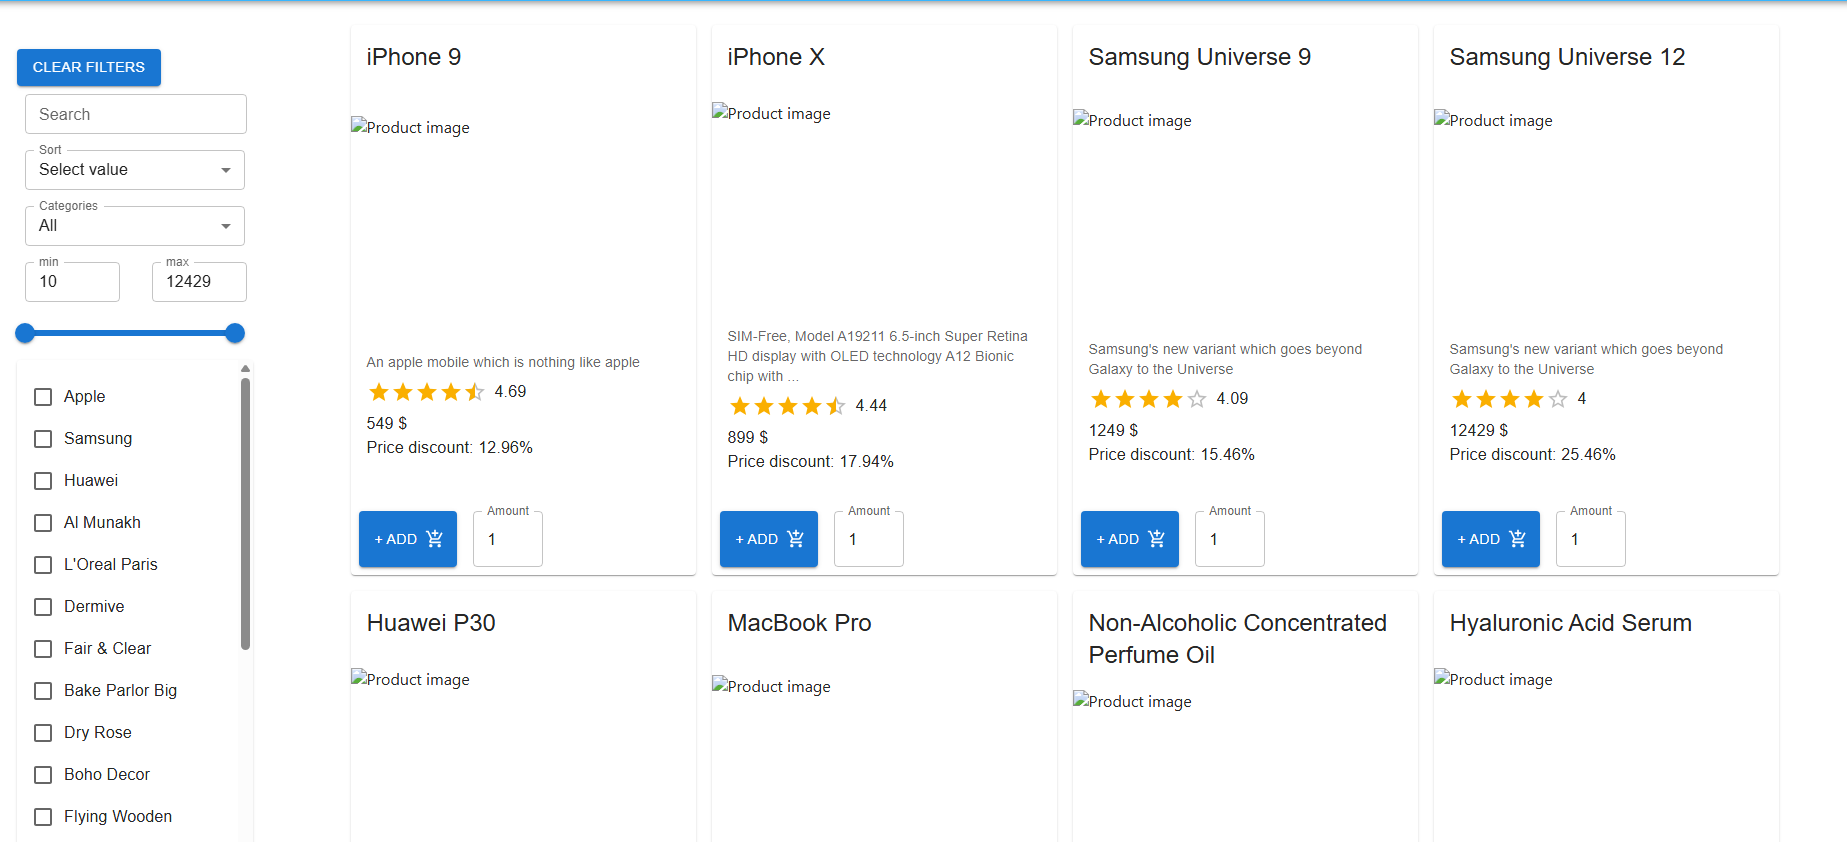 CLEAR FILTERS
Search
Sort
Select value
Categories
All
min
10
max
12429
Apple
Samsung
Huawei
Al Munakh
L'Oreal Paris
Dermive
Fair & Clear
Bake Parlor Big
Dry Rose
Boho Decor
Flying Wooden
iPhone 9
Product image
An apple mobile which is nothing like apple
4.69
549 $
Price discount: 12.96%
+ ADD
Amount
1
iPhone X
Product image
SIM-Free, Model A19211 6.5-inch Super Retina
HD display with OLED technology A12 Bionic
chip with ...
4.44
899 $
Price discount: 17.94%
+ ADD
Amount
1
Samsung Universe 9
Product image
Samsung's new variant which goes beyond
Galaxy to the Universe
4.09
1249 $
Price discount: 15.46%
+ ADD
Amount
1
Samsung Universe 12
Product image
Samsung's new variant which goes beyond
Galaxy to the Universe
4
12429 $
Price discount: 25.46%
+ ADD
Amount
1
Huawei P30
Product image
MacBook Pro
Product image
Non-Alcoholic Concentrated
Perfume Oil
Product image
Hyaluronic Acid Serum
Product image